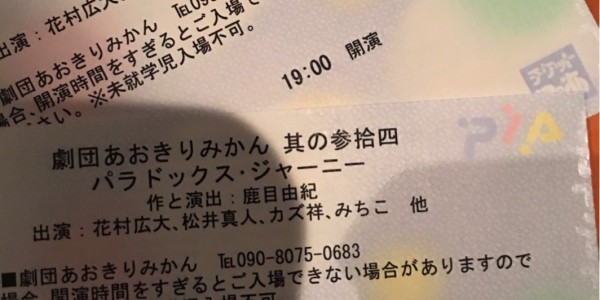 出演:花村広大、
℡090
劇団あおきりみかん
場合、開演時間をすぎるとご入場で
さい。※未就学児入場不可。
19:00 開演
チケットぴあ
劇団あおきりみかん 其の参拾四
PIA
パラドックス・ジャーニー
作と演出:鹿目由紀
出演:花村広大、松井真人、カズ祥、みちこ 他
■劇団あおきりみかん ℡090-8075-0683
開演時間をすぎるとご入場できない場合がありますので